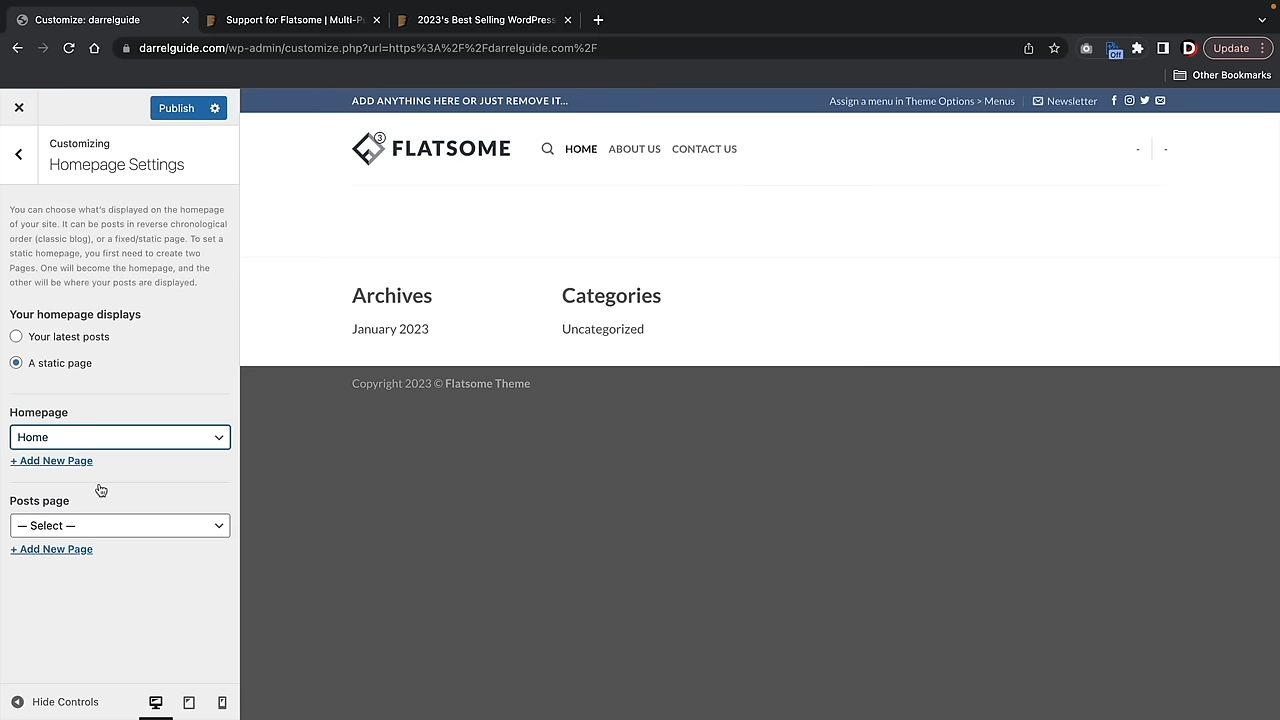 Customize: darrelguide
Support for Flatsome | Multi-Pu
2023's Best Selling WordPress
darrelguide.com/wp-admin/customize.php?url=https%3A%2F%2Fdarrelguide.com%2F
Off
D
Update
Other Bookmarks
Publish
Customizing
Homepage Settings
You can choose what's displayed on the homepage
of your site. It can be posts in reverse chronological
order (classic blog), or a fixed/static page. To set a
static homepage, you first need to create two
Pages. One will become the homepage, and the
other will be where your posts are displayed.
Your homepage displays
Your latest posts
A static page
Homepage
Home
+ Add New Page
Posts page
— Select —
+ Add New Page
Hide Controls
ADD ANYTHING HERE OR JUST REMOVE IT...
Assign a menu in Theme Options > Menus
Newsletter
3
FLATSOME
HOME
ABOUT US
CONTACT US
-
-
Archives
January 2023
Categories
Uncategorized
Copyright 2023 © Flatsome Theme